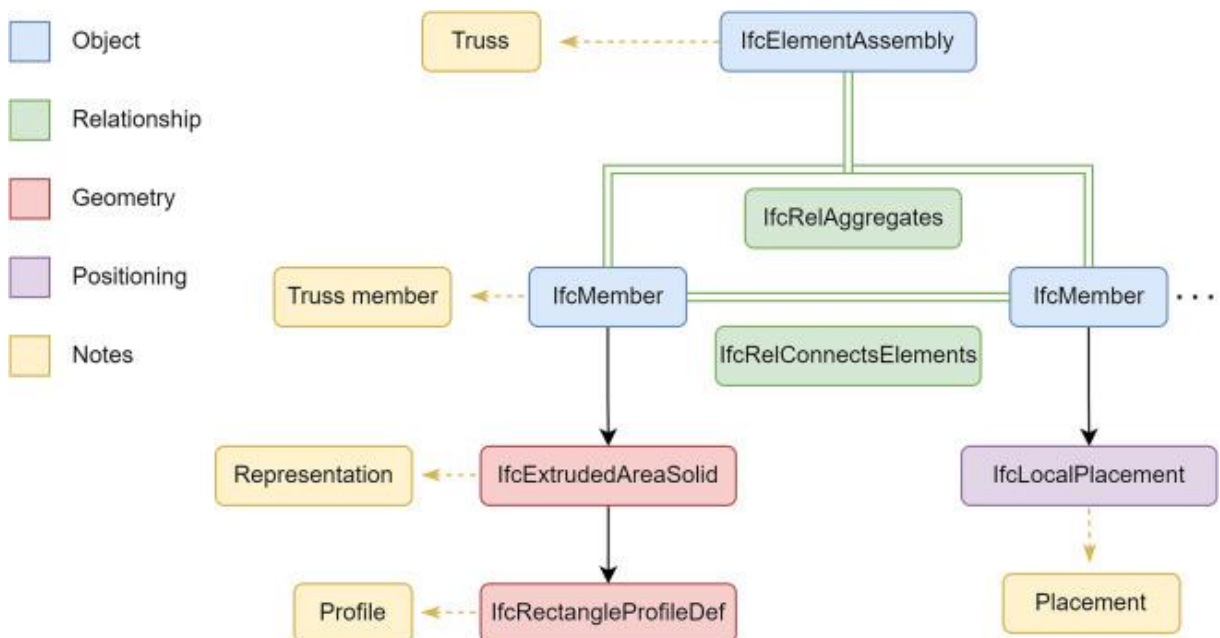 Object
Relationship
Geometry
Positioning
Notes
Truss
IfcElementAssembly
IfcRelAggregates
Truss member
IfcMember
IfcMember
...
IfcRelConnectsElements
Representation
IfcExtrudedAreaSolid
IfcLocalPlacement
Profile
IfcRectangleProfileDef
Placement